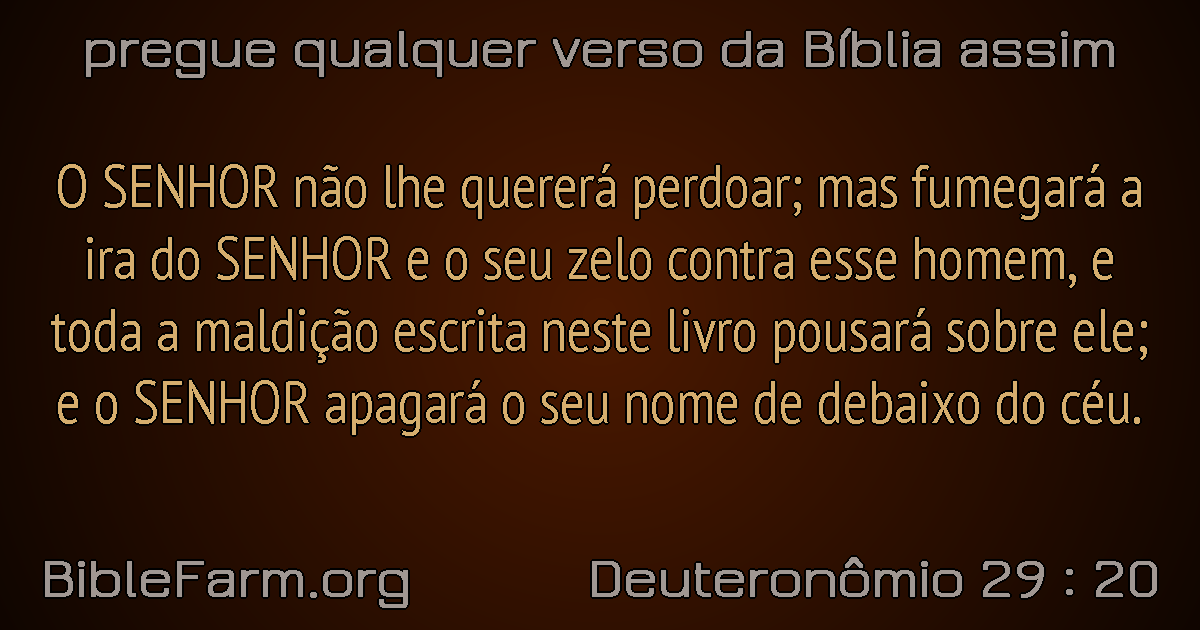 pregue qualquer verso da Bíblia assim
O SENHOR não lhe quererá perdoar; mas fumegará a
ira do SENHOR e o seu zelo contra esse homem, e
toda a maldição escrita neste livro pousará sobre ele;
e o SENHOR apagará o seu nome de debaixo do céu.
BibleFarm.org Deuteronômio 29 : 20